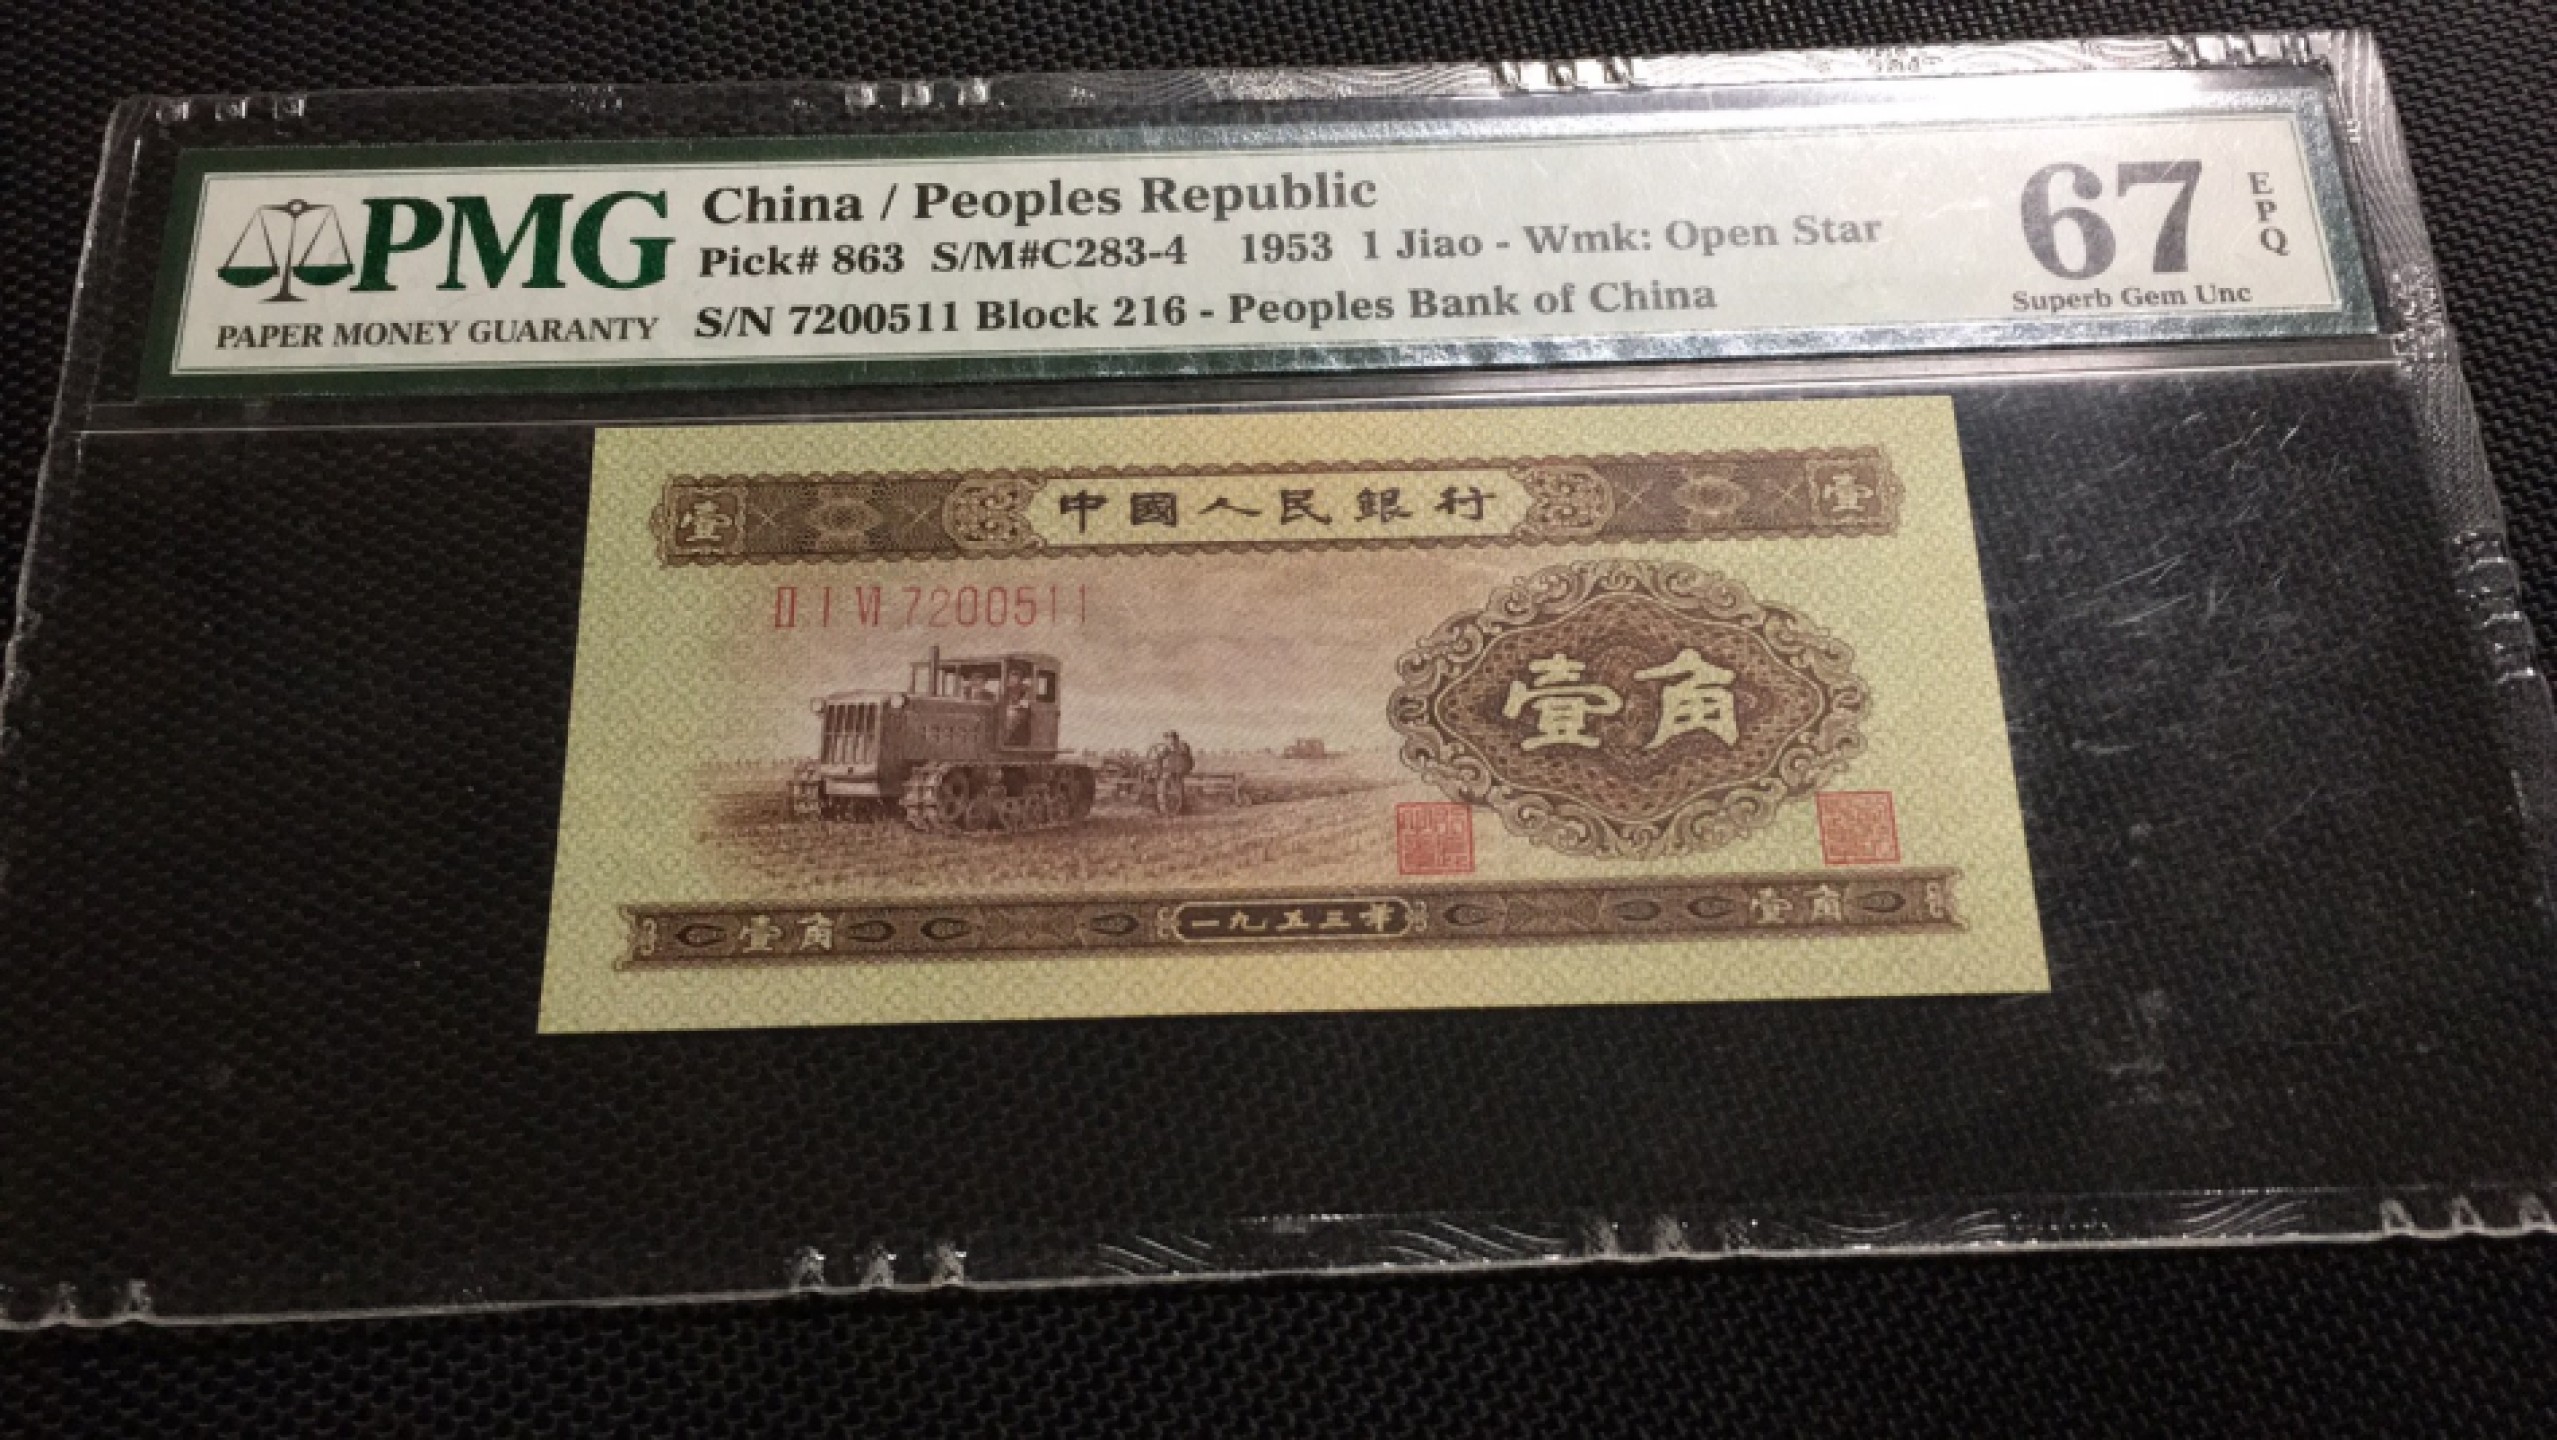 PMG
PAPER MONEY GUARANTY
China / Peoples Republic
Pick# 863 S/M#C283-4 1953 1 Jiao - Wmk: Open Star
S/N 7200511 Block 216 - Peoples Bank of China
67
EPQ
Superb Gem Unc
壹 中國人民銀行 壹
Ⅱ Ⅰ Ⅵ 7200511
壹角
壹角 一九五三年 壹角